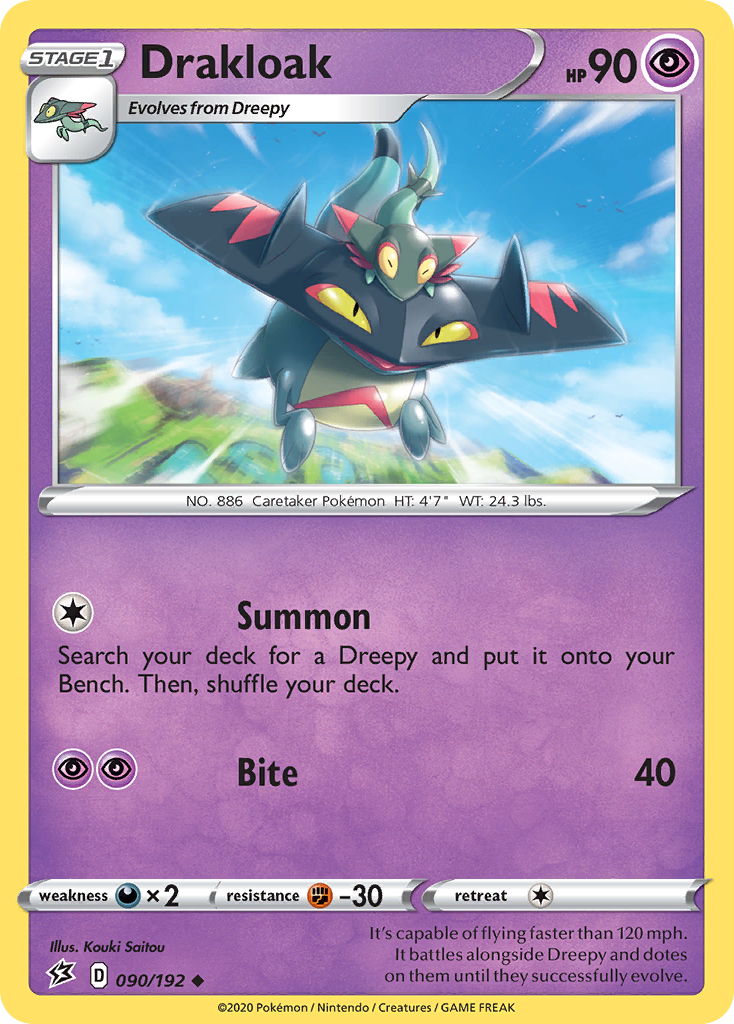 STAGE1
Drakloak
HP 90
Evolves from Dreepy
NO. 886 Caretaker Pokémon HT: 4'7" WT: 24.3 lbs.
Summon
Search your deck for a Dreepy and put it onto your
Bench. Then, shuffle your deck.
Bite 40
weakness ×2 resistance -30 retreat
It's capable of flying faster than 120 mph.
It battles alongside Dreepy and dotes
on them until they successfully evolve.
Illus. Kouki Saitou
D 090/192
©2020 Pokémon / Nintendo / Creatures / GAME FREAK